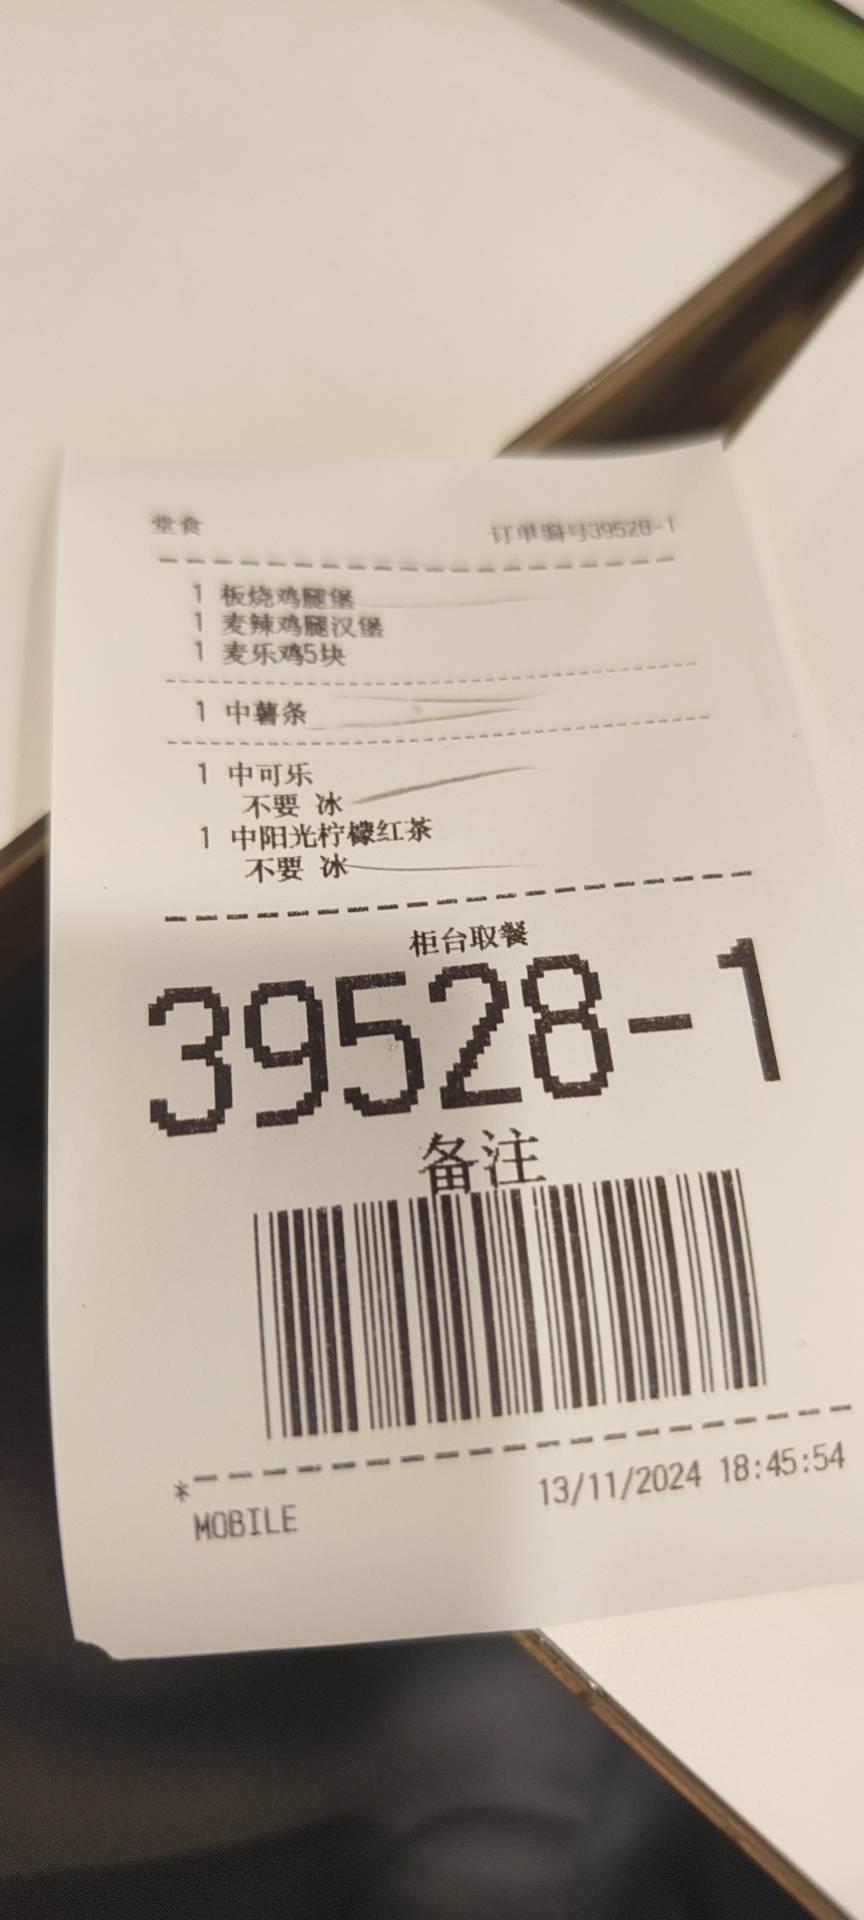 堂食 订单编号39528-1
1 板烧鸡腿堡
1 麦辣鸡腿汉堡
1 麦乐鸡5块
1 中薯条
1 中可乐
不要 冰
1 中阳光柠檬红茶
不要 冰
柜台取餐
39528-1
备注
*
MOBILE 13/11/2024 18:45:54